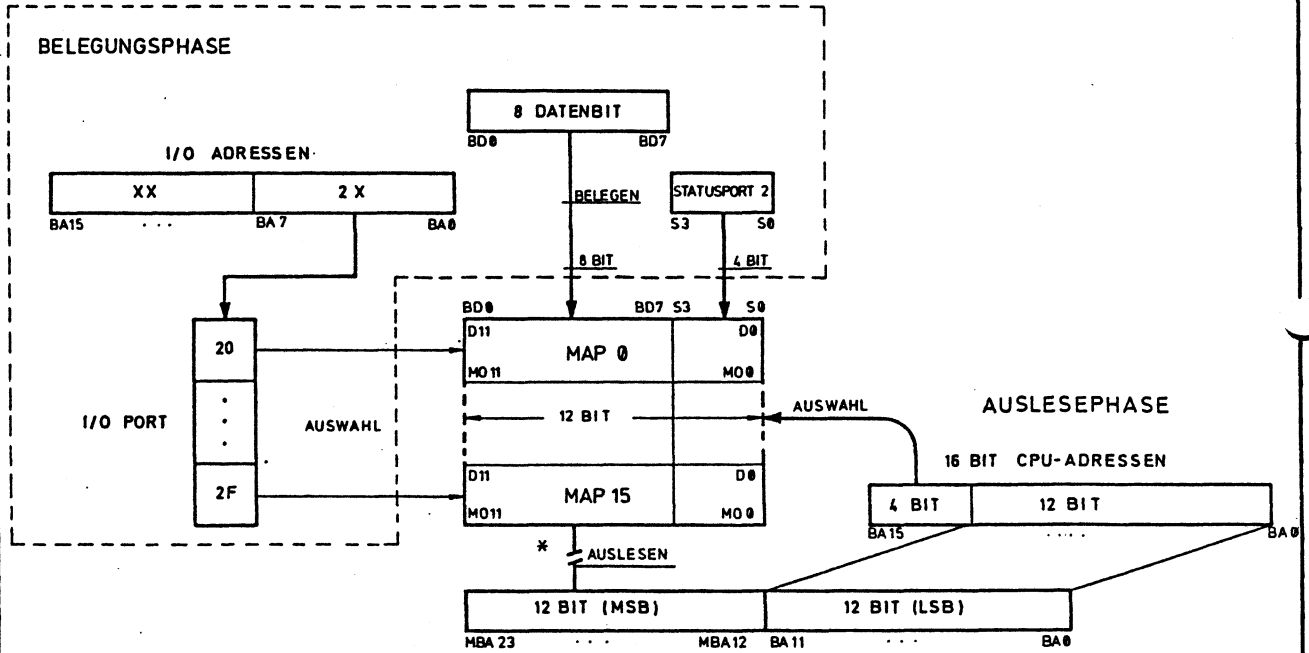 BELEGUNGSPHASE
8 DATENBIT
BD0 BD7
I/O ADRESSEN
XX 2X
BA15 ... BA7 BA0
BELEGEN
STATUSPORT 2
S3 S0
8 BIT
4 BIT
BD0 BD7 S3 S0
20
D11 D0
MAP 0
MO11 MO0
I/O PORT
AUSWAHL
12 BIT
AUSWAHL
AUSLESEPHASE
16 BIT CPU-ADRESSEN
2F
D11 D0
MAP 15
MO11 MO0
4 BIT 12 BIT
BA15 .... BA0
* AUSLESEN
12 BIT (MSB) 12 BIT (LSB)
MBA23 ... MBA12 BA11 ... BA0